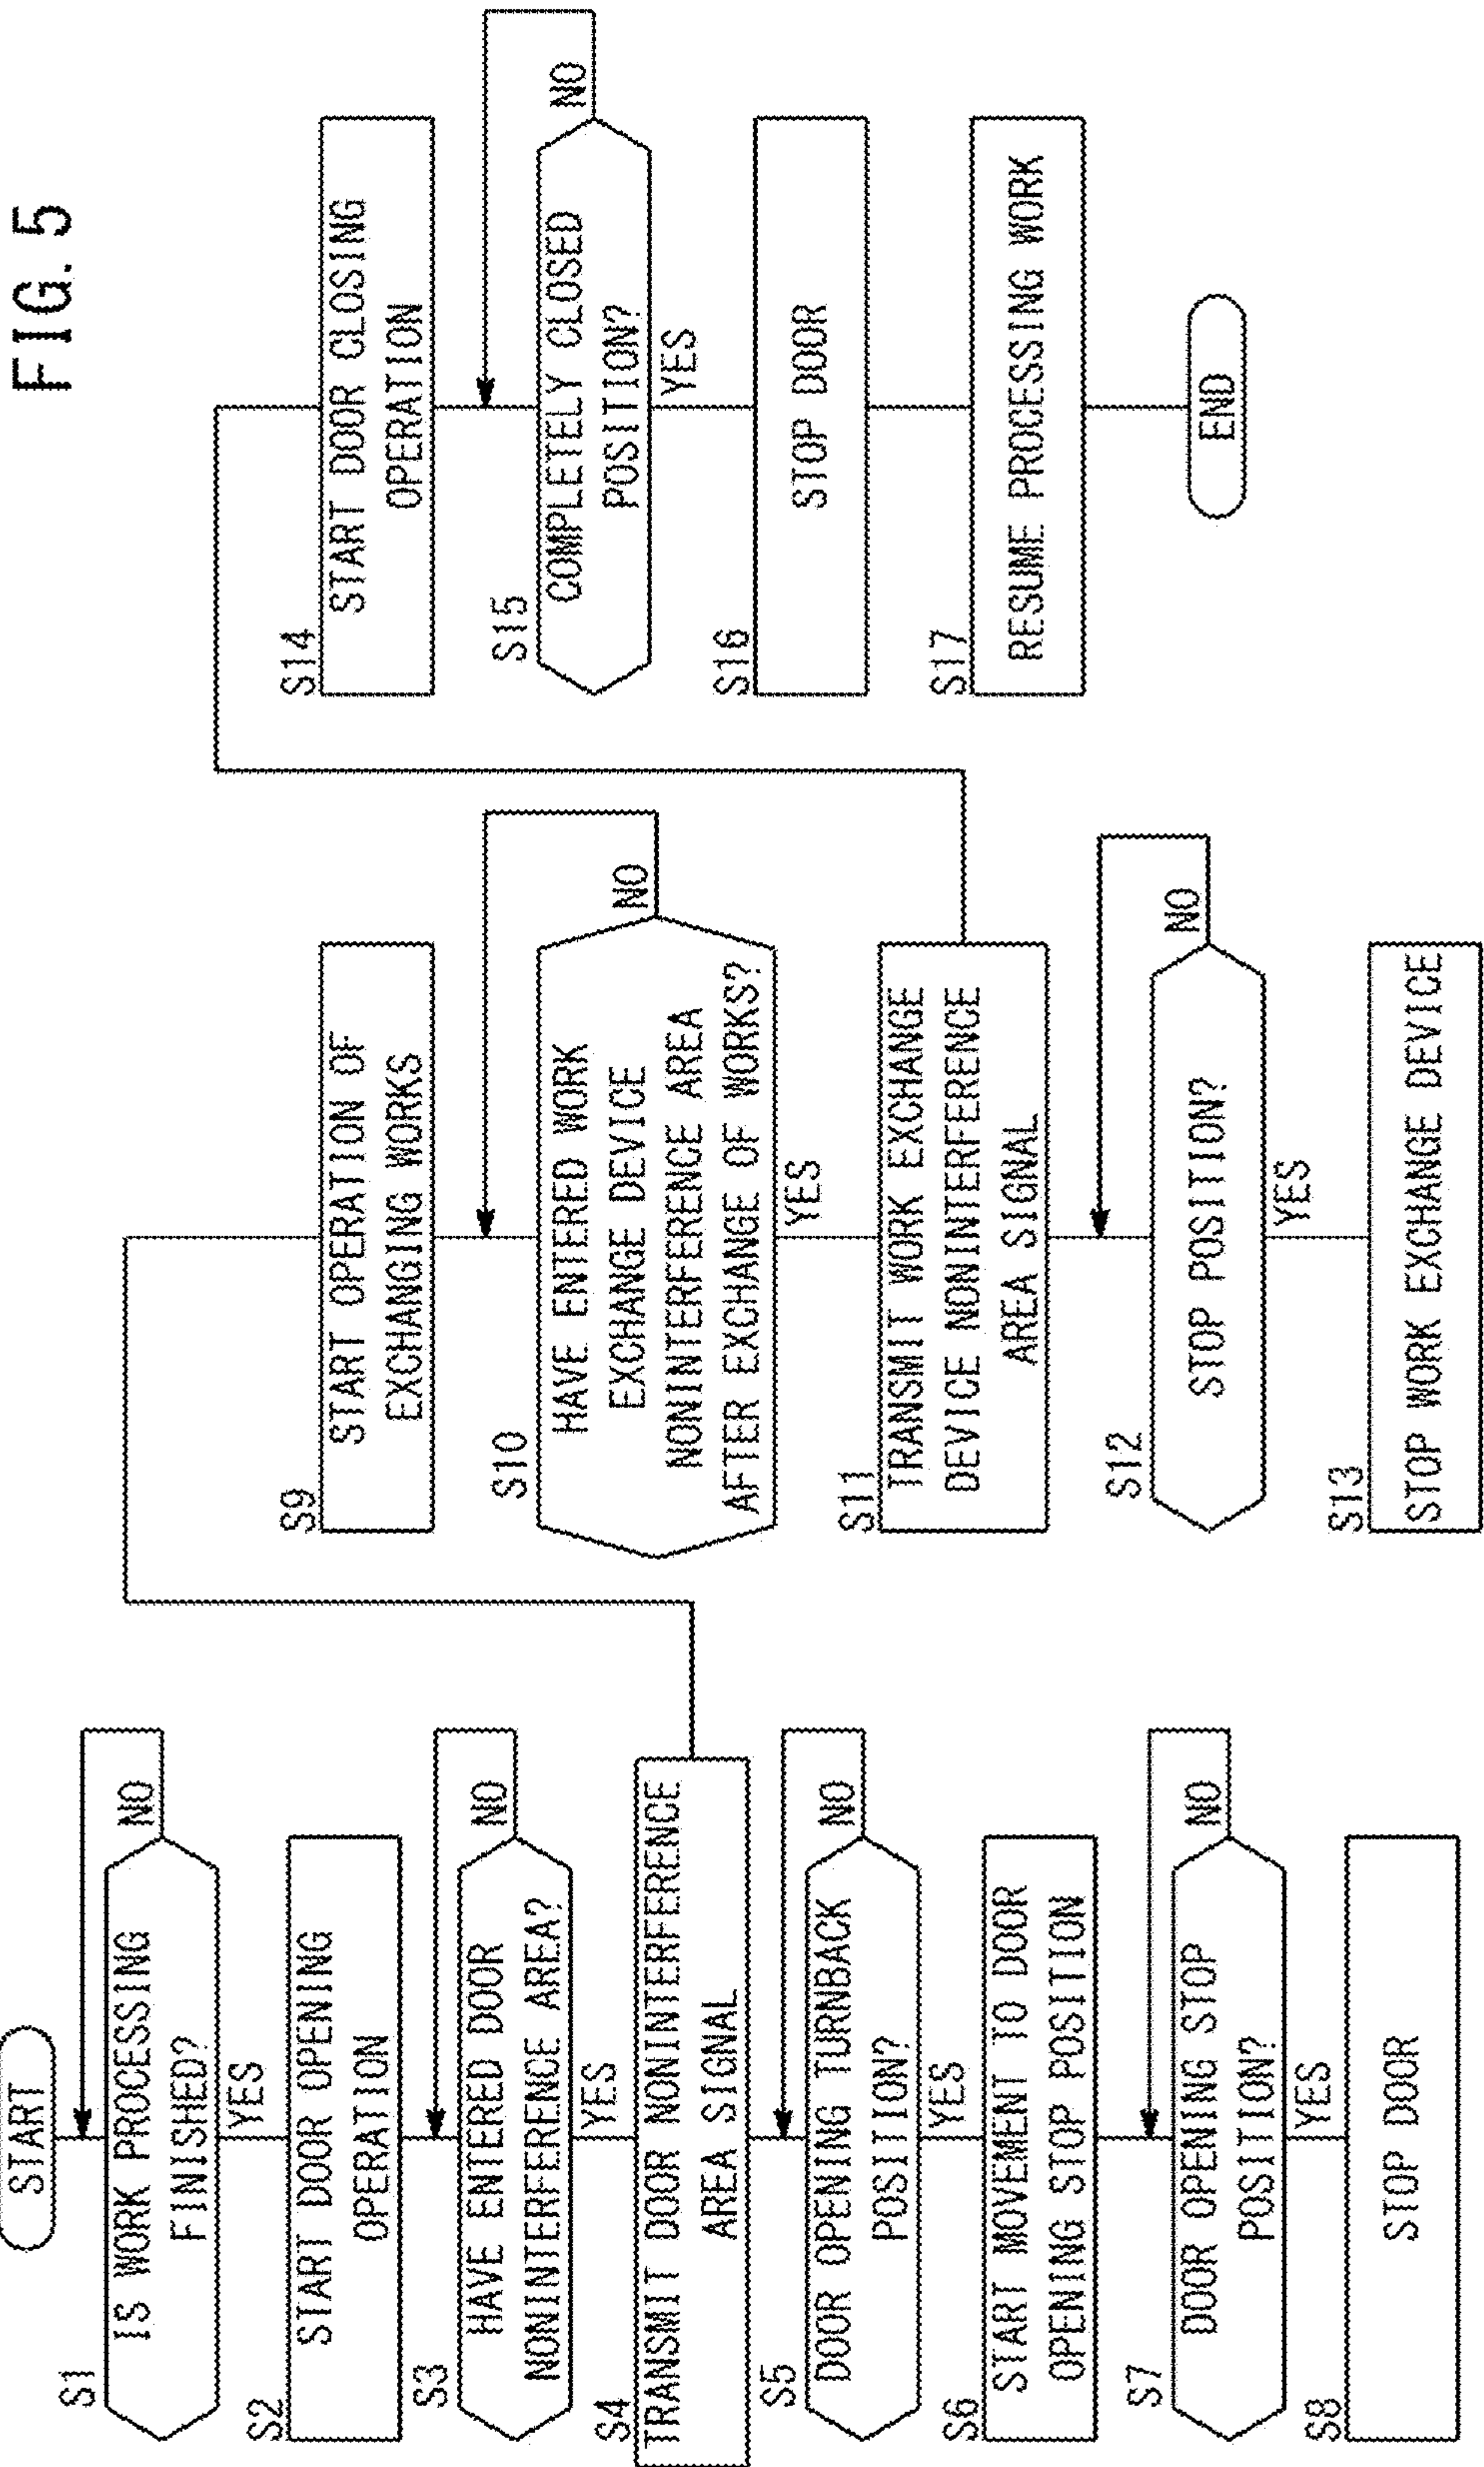 FIG. 5
START
S1
IS WORK PROCESSING
FINISHED?
NO
YES
S2
START DOOR OPENING
OPERATION
S3
HAVE ENTERED DOOR
NONINTERFERENCE AREA?
NO
YES
S4
TRANSMIT DOOR NONINTERFERENCE
AREA SIGNAL
S5
DOOR OPENING TURNBACK
POSITION?
NO
YES
S6
START MOVEMENT TO DOOR
OPENING STOP POSITION
S7
DOOR OPENING STOP
POSITION?
NO
YES
S8
STOP DOOR
S9
START OPERATION OF
EXCHANGING WORKS
S10
HAVE ENTERED WORK
EXCHANGE DEVICE
NONINTERFERENCE AREA
AFTER EXCHANGE OF WORKS?
NO
YES
S11
TRANSMIT WORK EXCHANGE
DEVICE NONINTERFERENCE
AREA SIGNAL
S12
STOP POSITION?
NO
YES
S13
STOP WORK EXCHANGE DEVICE
S14
START DOOR CLOSING
OPERATION
S15
COMPLETELY CLOSED
POSITION?
NO
YES
S16
STOP DOOR
S17
RESUME PROCESSING WORK
END